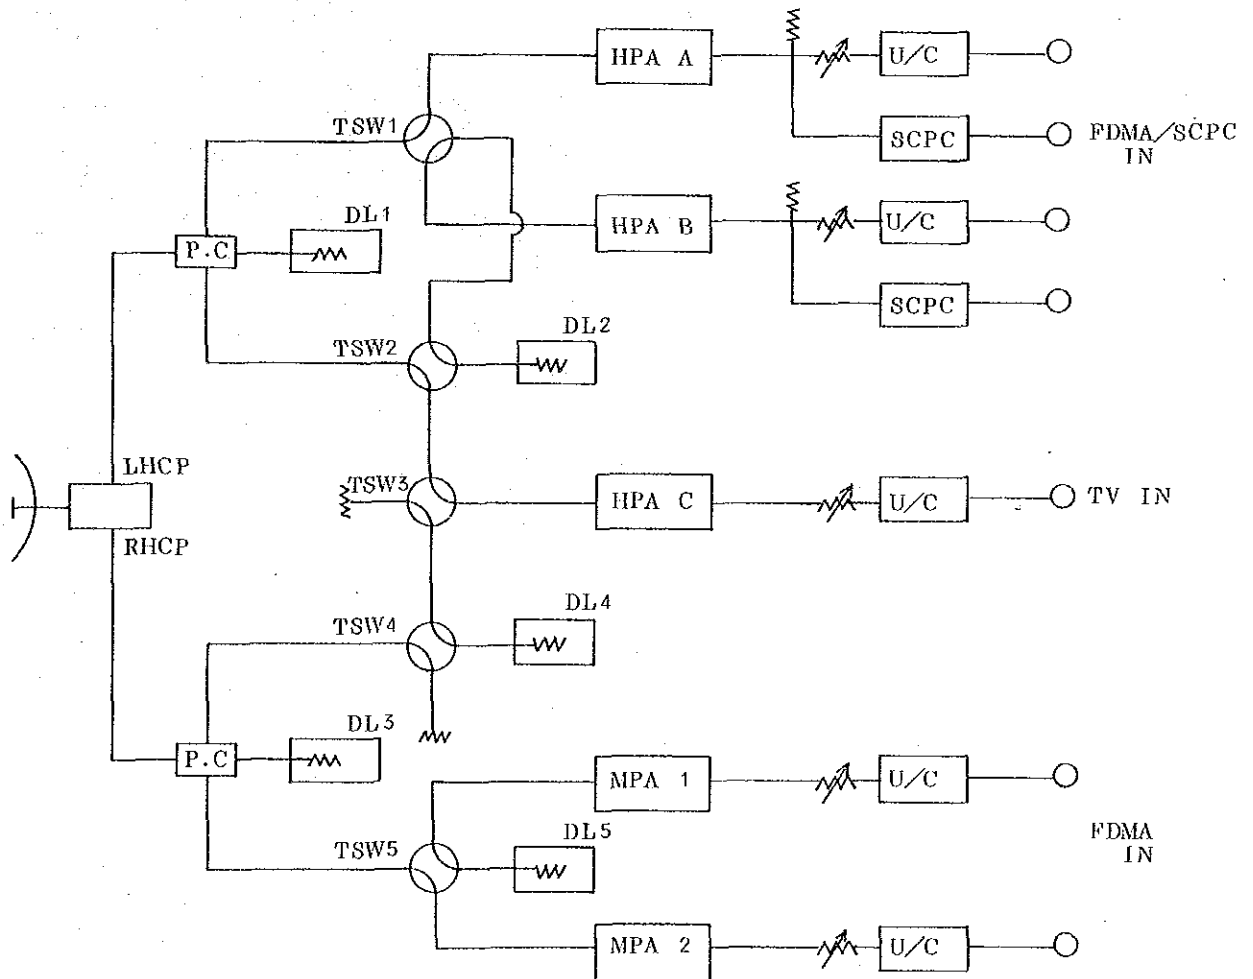 HPA A
U/C
TSW1
SCPC
FDMA/SCPC
IN
DL1
P.C
HPA B
U/C
SCPC
DL2
TSW2
LHCP
TSW3
HPA C
U/C
TV IN
RHCP
DL4
TSW4
DL3
P.C
MPA 1
U/C
DL5
FDMA
IN
TSW5
MPA 2
U/C